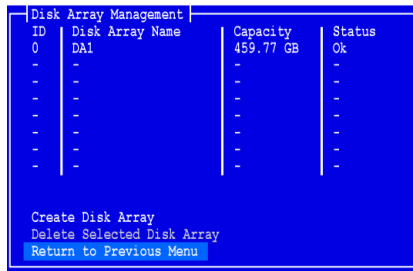 Disk Array Management
ID Disk Array Name Capacity Status
0 DA1 459.77 GB Ok
- - - -
- - - -
- - - -
- - - -
- - - -
- - - -
- - - -
Create Disk Array
Delete Selected Disk Array
Return to Previous Menu